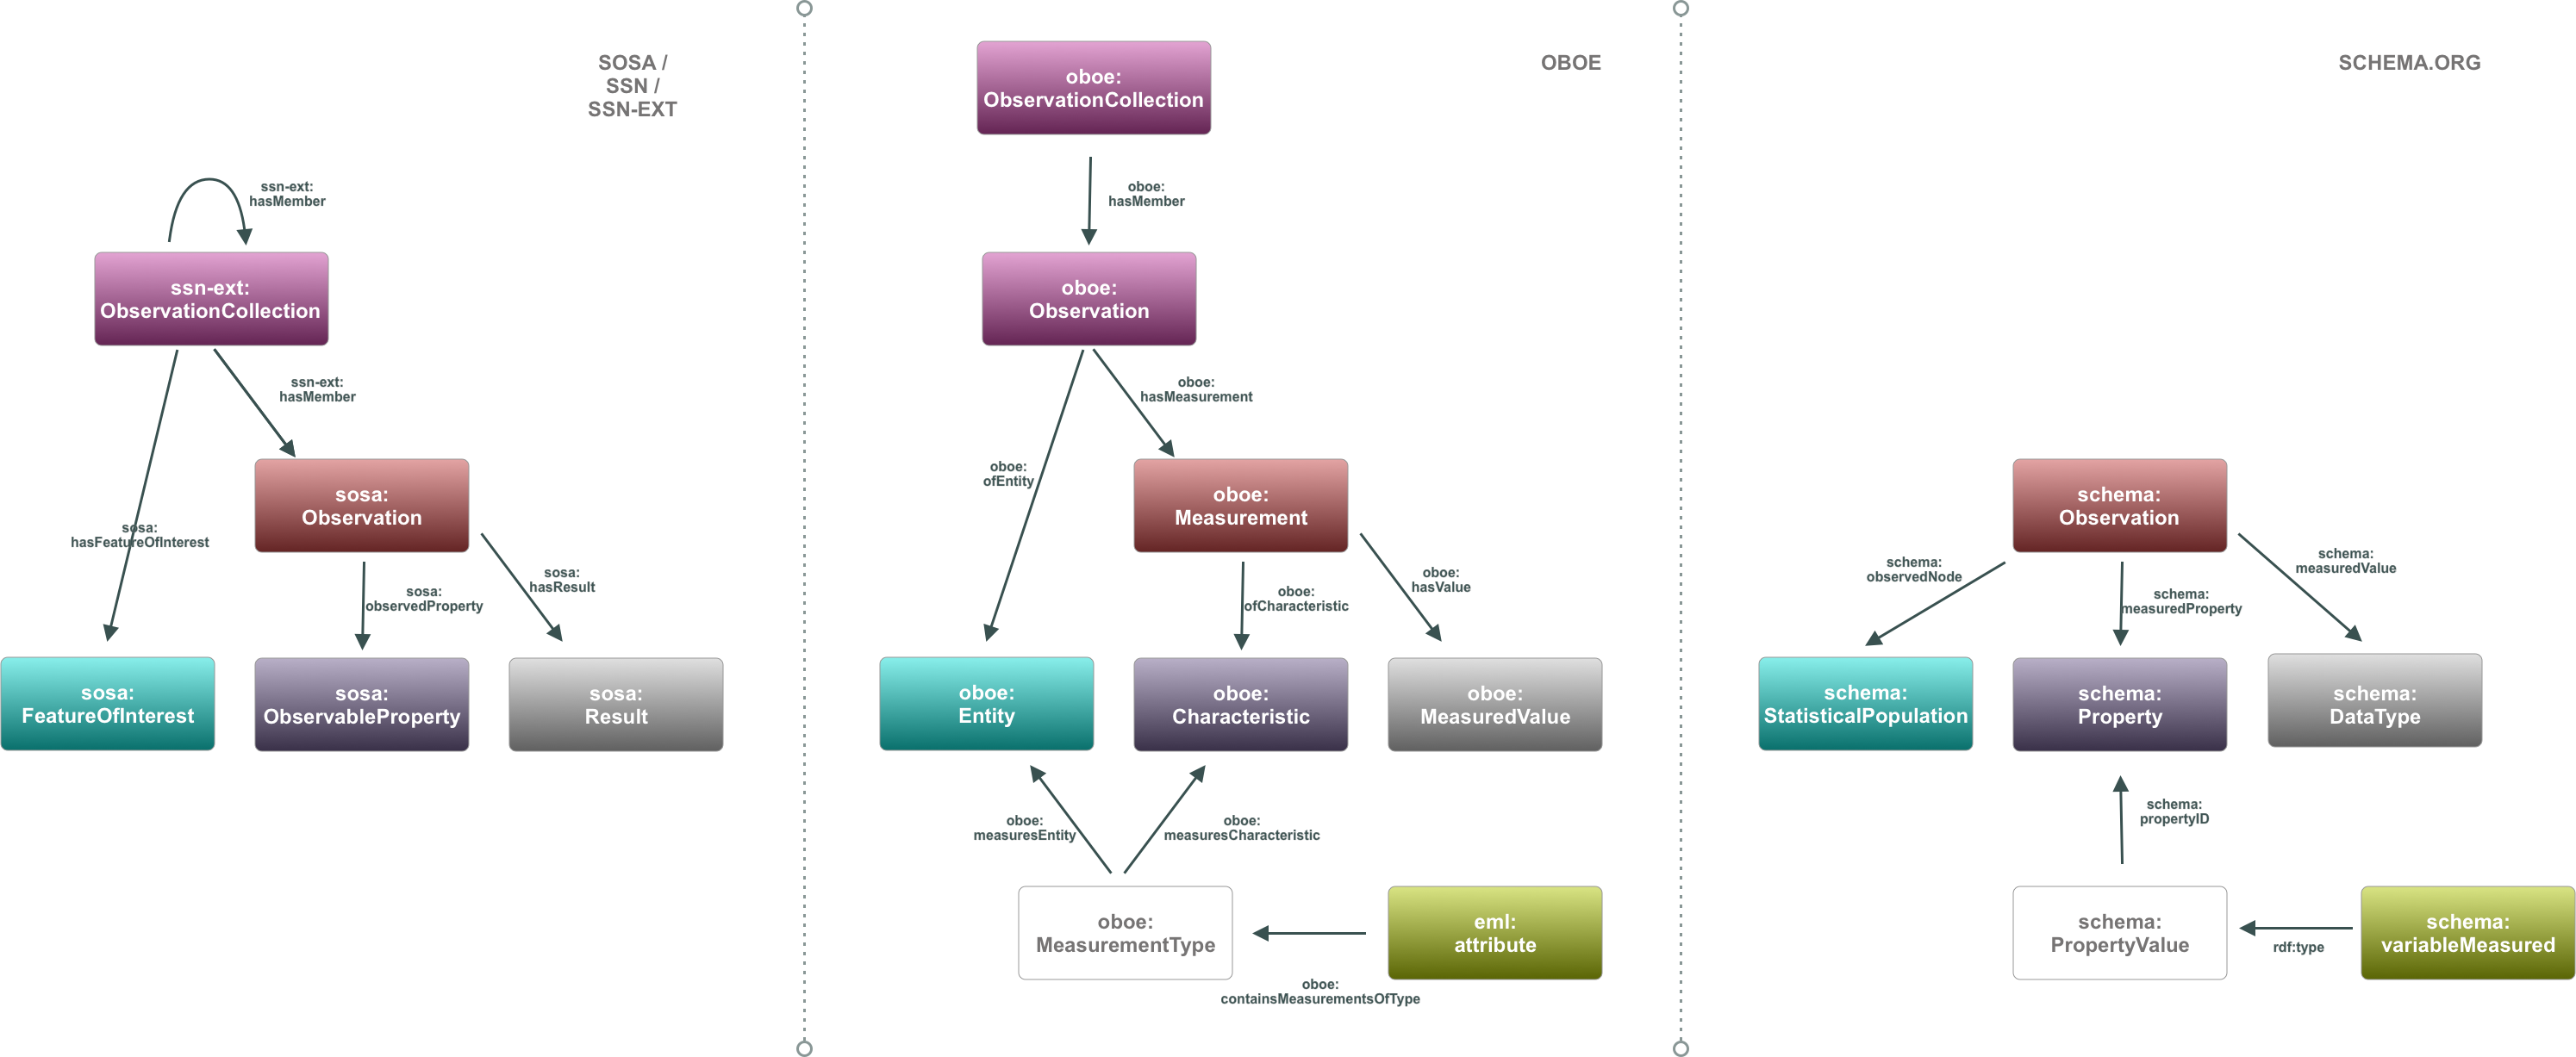 SOSA /
SSN /
SSN-EXT
ssn-ext:
hasMember
ssn-ext:
ObservationCollection
ssn-ext:
hasMember
sosa:
hasFeatureOfInterest
sosa:
Observation
sosa:
observedProperty
sosa:
hasResult
sosa:
FeatureOfInterest
sosa:
ObservableProperty
sosa:
Result
OBOE
oboe:
ObservationCollection
oboe:
hasMember
oboe:
Observation
oboe:
hasMeasurement
oboe:
ofEntity
oboe:
Measurement
oboe:
ofCharacteristic
oboe:
hasValue
oboe:
Entity
oboe:
Characteristic
oboe:
MeasuredValue
oboe:
measuresEntity
oboe:
measuresCharacteristic
oboe:
MeasurementType
eml:
attribute
oboe:
containsMeasurementsOfType
SCHEMA.ORG
schema:
Observation
schema:
observedNode
schema:
measuredProperty
schema:
measuredValue
schema:
StatisticalPopulation
schema:
Property
schema:
DataType
schema:
propertyID
schema:
PropertyValue
rdf:type
schema:
variableMeasured